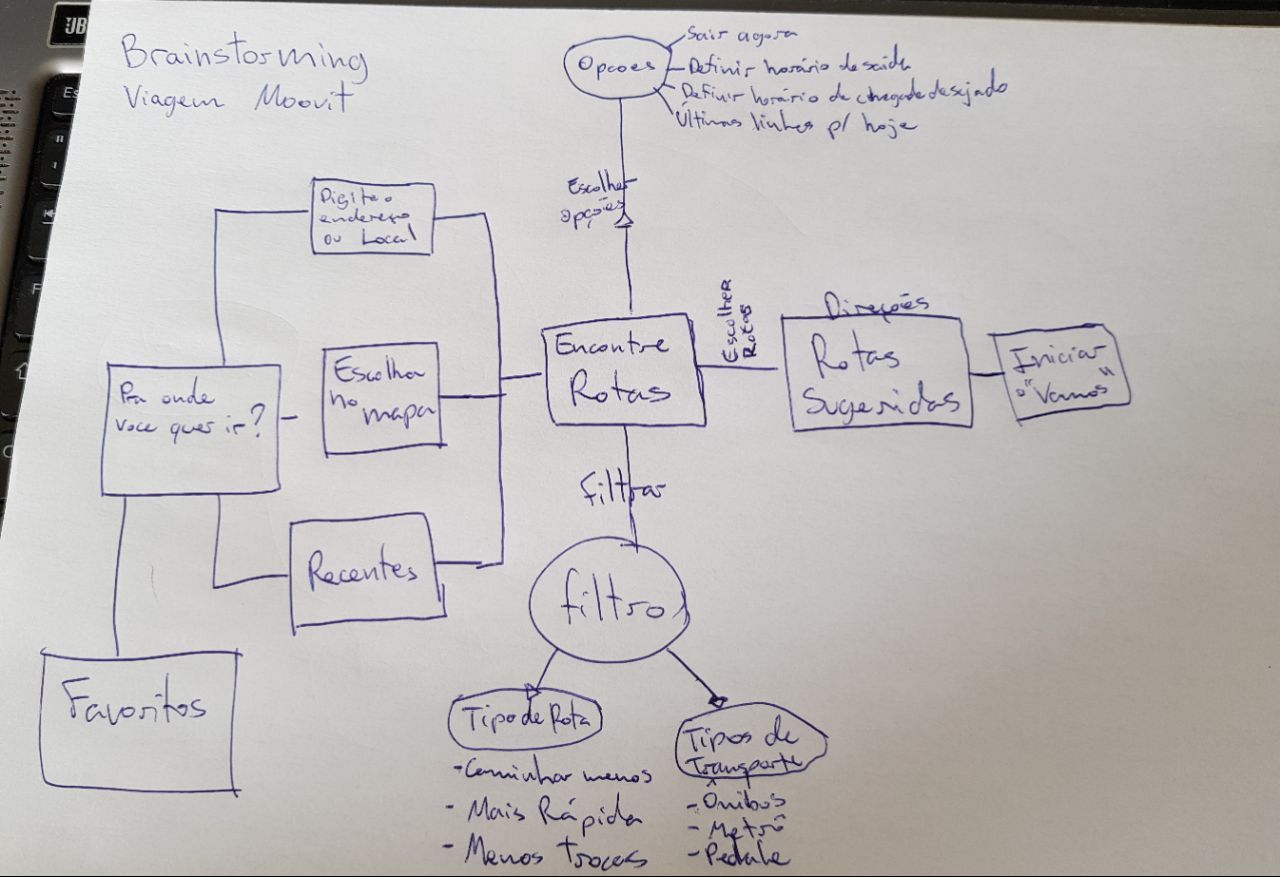 Brainstorming
Viagem Moovit
Opcoes
Sair agora
Definir horário de saida
Definir horário de chegada desejado
Últimas linhas p/ hoje
Escolher
opções
Digite o
endereço
ou Local
Pra onde
voce quer ir?
Escolha
no
mapa
Recentes
Favoritos
Encontre
Rotas
Escolher
Rotas
Direções
Rotas
Sugeridas
Iniciar
o "Vamos"
filtrar
filtro
Tipo de Rota
- Caminhar menos
- Mais Rápida
- Menos trocas
Tipos de
Transporte
- Ônibus
- Metrô
- Pedale